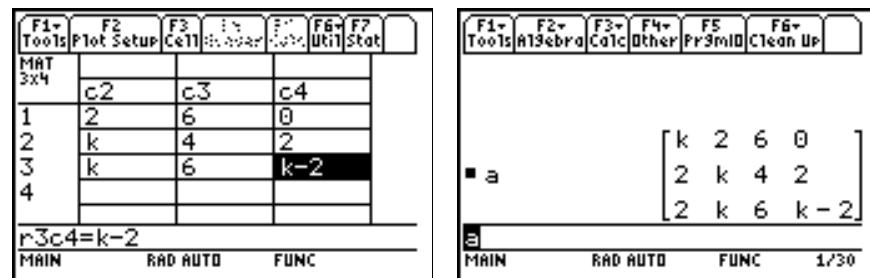 F1 F2 F3 F6 F7
Tools Plot Setup Cell Util Stat
MAT
3x4
c2 c3 c4
1 2 6 0
2 k 4 2
3 k 6 k-2
4
r3c4=k-2
MAIN RAD AUTO FUNC
F1 F2 F3 F4 F5 F6
Tools Algebra Calc Other PrgmIO Clean Up
k 2 6 0
a 2 k 4 2
2 k 6 k - 2
a
MAIN RAD AUTO FUNC 1/30